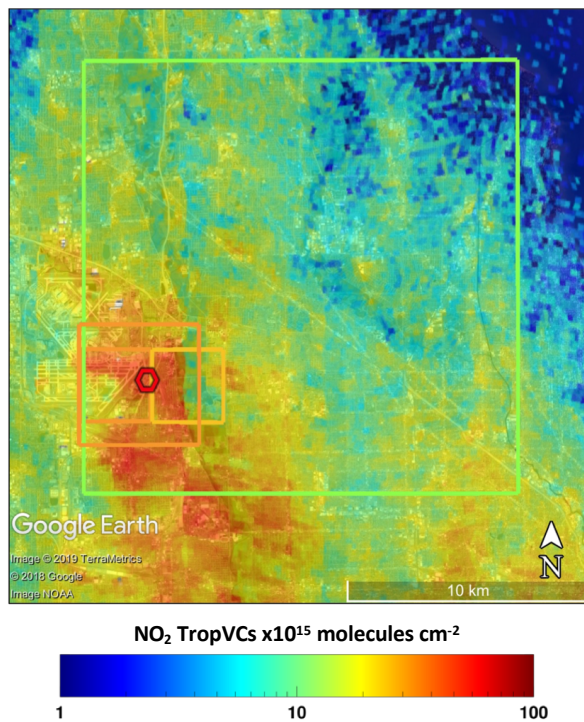 Google Earth
Image © 2019 TerraMetrics
© 2018 Google
Image NOAA
N
10 km
NO₂ TropVCs x10¹⁵ molecules cm⁻²
1 10 100